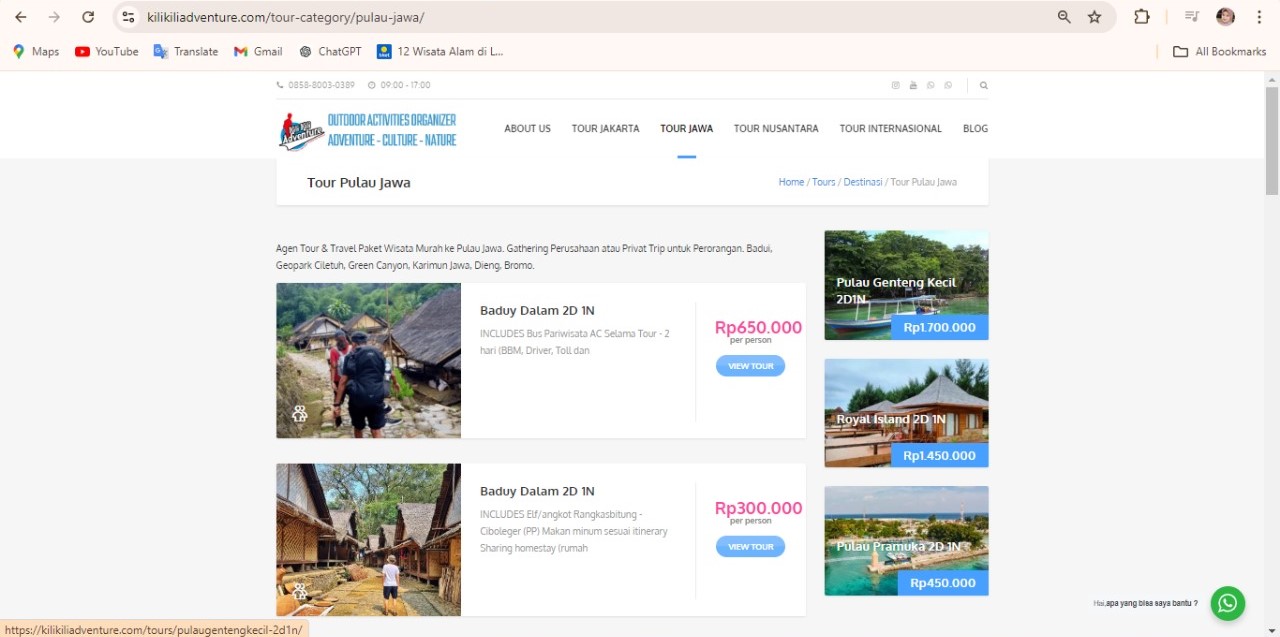 kilikiliadventure.com/tour-category/pulau-jawa/
Maps
YouTube
Translate
Gmail
ChatGPT
12 Wisata Alam di L...
All Bookmarks
0858-8003-0389
09:00 - 17:00
OUTDOOR ACTIVITIES ORGANIZER
ADVENTURE - CULTURE - NATURE
ABOUT US
TOUR JAKARTA
TOUR JAWA
TOUR NUSANTARA
TOUR INTERNASIONAL
BLOG
Tour Pulau Jawa
Home / Tours / Destinasi / Tour Pulau Jawa
Agen Tour & Travel Paket Wisata Murah ke Pulau Jawa. Gathering Perusahaan atau Privat Trip untuk Perorangan. Badui,
Geopark Ciletuh, Green Canyon, Karimun Jawa, Dieng, Bromo.
Baduy Dalam 2D 1N
INCLUDES Bus Pariwisata AC Selama Tour - 2
hari (BBM, Driver, Toll dan
Rp650.000
per person
VIEW TOUR
Baduy Dalam 2D 1N
INCLUDES Elf/angkot Rangkasbitung -
Ciboleger (PP) Makan minum sesuai itinerary
Sharing homestay (rumah
Rp300.000
per person
VIEW TOUR
Pulau Genteng Kecil
2D1N
Rp1.700.000
Royal Island 2D 1N
Rp1.450.000
Pulau Pramuka 2D 1N
Rp450.000
Hai,apa yang bisa saya bantu ?
https://kilikiliadventure.com/tours/pulaugentengkecil-2d1n/